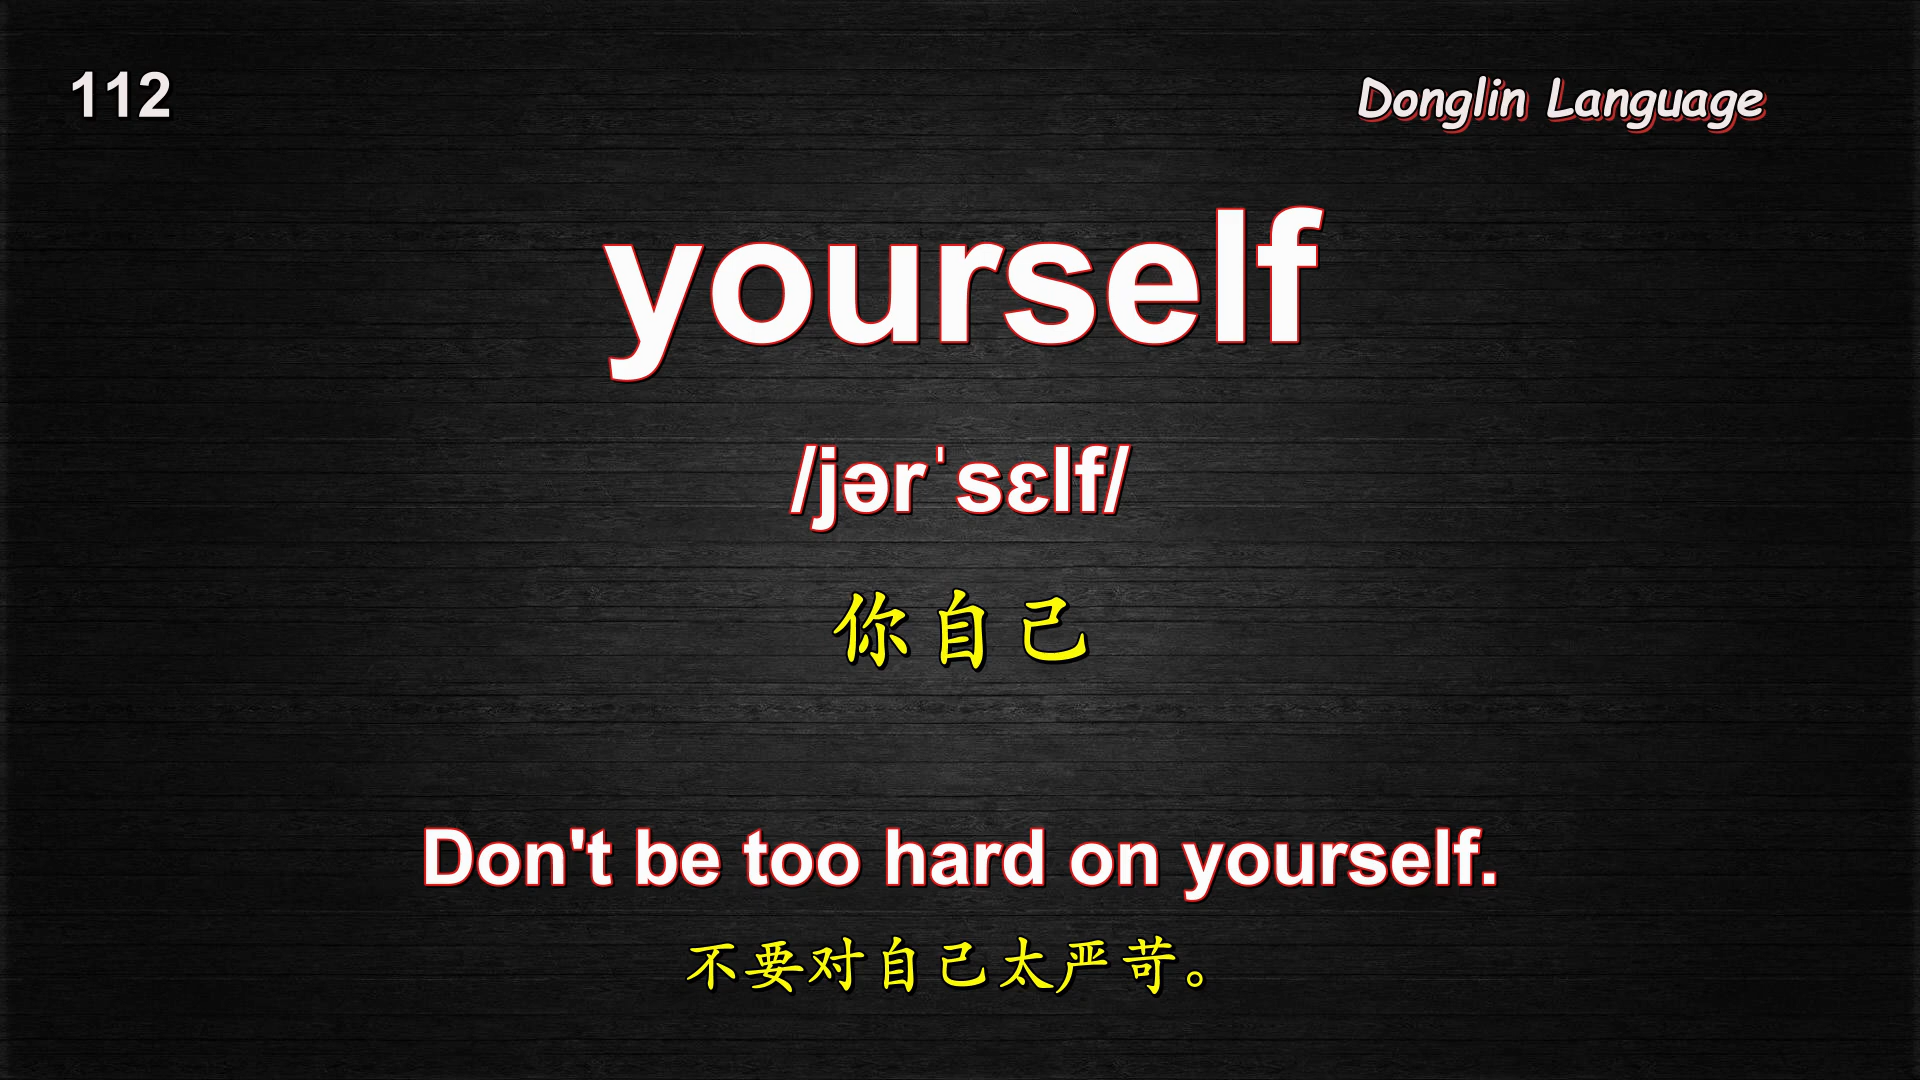 112
Donglin Language
yourself
/jərˈsɛlf/
你自己
Don't be too hard on yourself.
不要对自己太严苛。